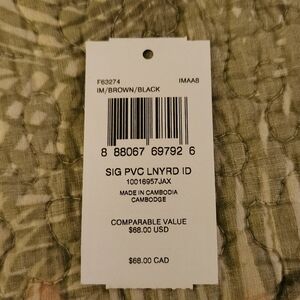 F63274 IMAA8
IM/BROWN/BLACK
8 88067 69792 6
SIG PVC LNYRD ID
10016957JAX
MADE IN CAMBODIA
CAMBODGE
COMPARABLE VALUE
$68.00 USD
$68.00 CAD